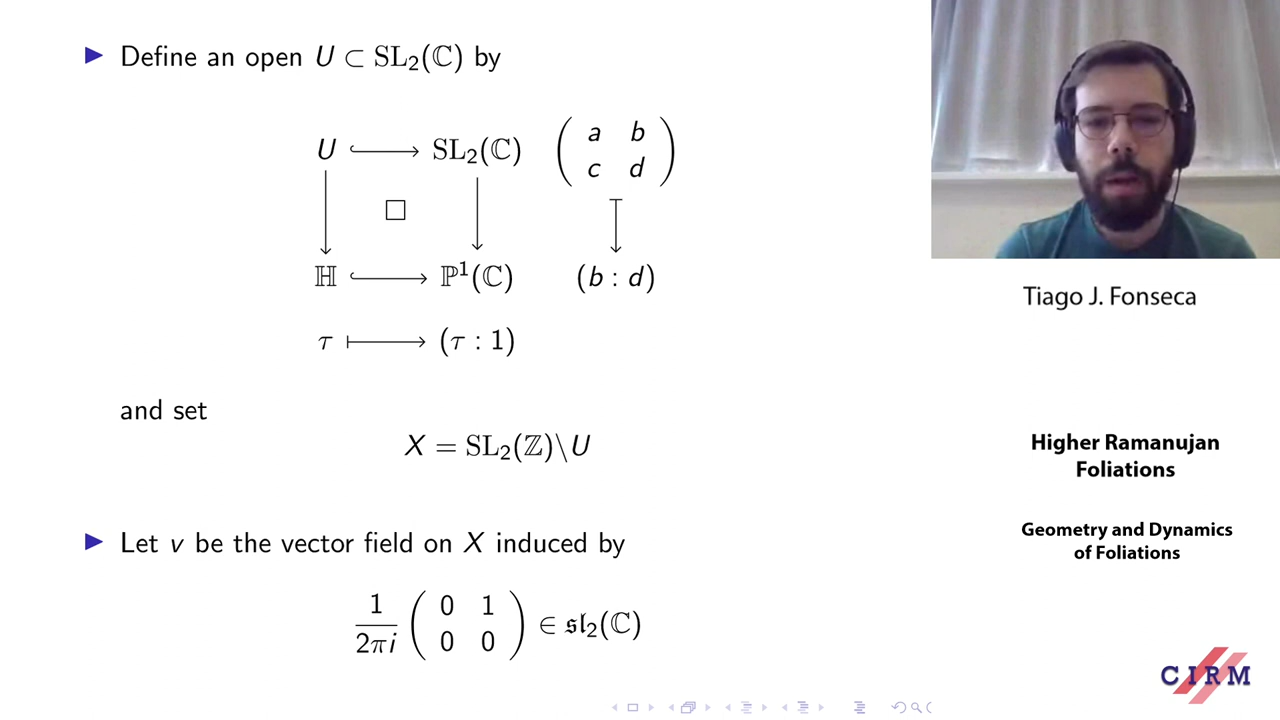 ▶ Define an open U ⊂ SL₂(ℂ) by
U ↪ SL₂(ℂ) ( a b
c d )
□
ℍ ↪ ℙ¹(ℂ) (b : d)
τ ⟼ (τ : 1)
and set
X = SL₂(ℤ)\U
▶ Let v be the vector field on X induced by
1/2πi ( 0 1
0 0 ) ∈ 𝔰𝔩₂(ℂ)
Tiago J. Fonseca
Higher Ramanujan
Foliations
Geometry and Dynamics
of Foliations
CIRM